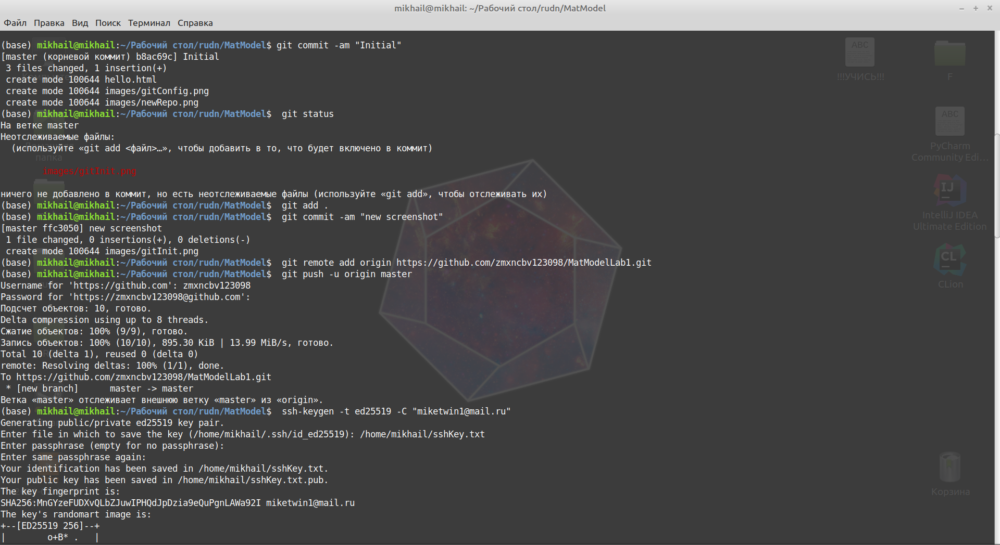 mikhail@mikhail: ~/Рабочий стол/rudn/MatModel
Файл Правка Вид Поиск Терминал Справка
(base) mikhail@mikhail:~/Рабочий стол/rudn/MatModel$ git commit -am "Initial"
[master (корневой коммит) b8ac69c] Initial
 3 files changed, 1 insertion(+)
 create mode 100644 hello.html
 create mode 100644 images/gitConfig.png
 create mode 100644 images/newRepo.png
(base) mikhail@mikhail:~/Рабочий стол/rudn/MatModel$  git status
На ветке master
Неотслеживаемые файлы:
  (используйте «git add <файл>…», чтобы добавить в то, что будет включено в коммит)
        images/gitInit.png
ничего не добавлено в коммит, но есть неотслеживаемые файлы (используйте «git add», чтобы отслеживать их)
(base) mikhail@mikhail:~/Рабочий стол/rudn/MatModel$  git add .
(base) mikhail@mikhail:~/Рабочий стол/rudn/MatModel$  git commit -am "new screenshot"
[master ffc3050] new screenshot
 1 file changed, 0 insertions(+), 0 deletions(-)
 create mode 100644 images/gitInit.png
(base) mikhail@mikhail:~/Рабочий стол/rudn/MatModel$  git remote add origin https://github.com/zmxncbv123098/MatModelLab1.git
(base) mikhail@mikhail:~/Рабочий стол/rudn/MatModel$  git push -u origin master
Username for 'https://github.com': zmxncbv123098
Password for 'https://zmxncbv123098@github.com':
Подсчет объектов: 10, готово.
Delta compression using up to 8 threads.
Сжатие объектов: 100% (9/9), готово.
Запись объектов: 100% (10/10), 895.30 KiB | 13.99 MiB/s, готово.
Total 10 (delta 1), reused 0 (delta 0)
remote: Resolving deltas: 100% (1/1), done.
To https://github.com/zmxncbv123098/MatModelLab1.git
 * [new branch]      master -> master
Ветка «master» отслеживает внешнюю ветку «master» из «origin».
(base) mikhail@mikhail:~/Рабочий стол/rudn/MatModel$  ssh-keygen -t ed25519 -C "miketwin1@mail.ru"
Generating public/private ed25519 key pair.
Enter file in which to save the key (/home/mikhail/.ssh/id_ed25519): /home/mikhail/sshKey.txt
Enter passphrase (empty for no passphrase):
Enter same passphrase again:
Your identification has been saved in /home/mikhail/sshKey.txt.
Your public key has been saved in /home/mikhail/sshKey.txt.pub.
The key fingerprint is:
SHA256:MnGYzeFUDXvQLbZJuwIPHQdJpDzia9eQuPgnLAWa92I miketwin1@mail.ru
The key's randomart image is:
+--[ED25519 256]--+
|        o+B* .   |
ABC
!!!УЧИСЬ!!!
F
ABC
PyCharm
Community Edi...
IJ
IntelliJ IDEA
Ultimate Edition
CL
CLion
Корзина
папка